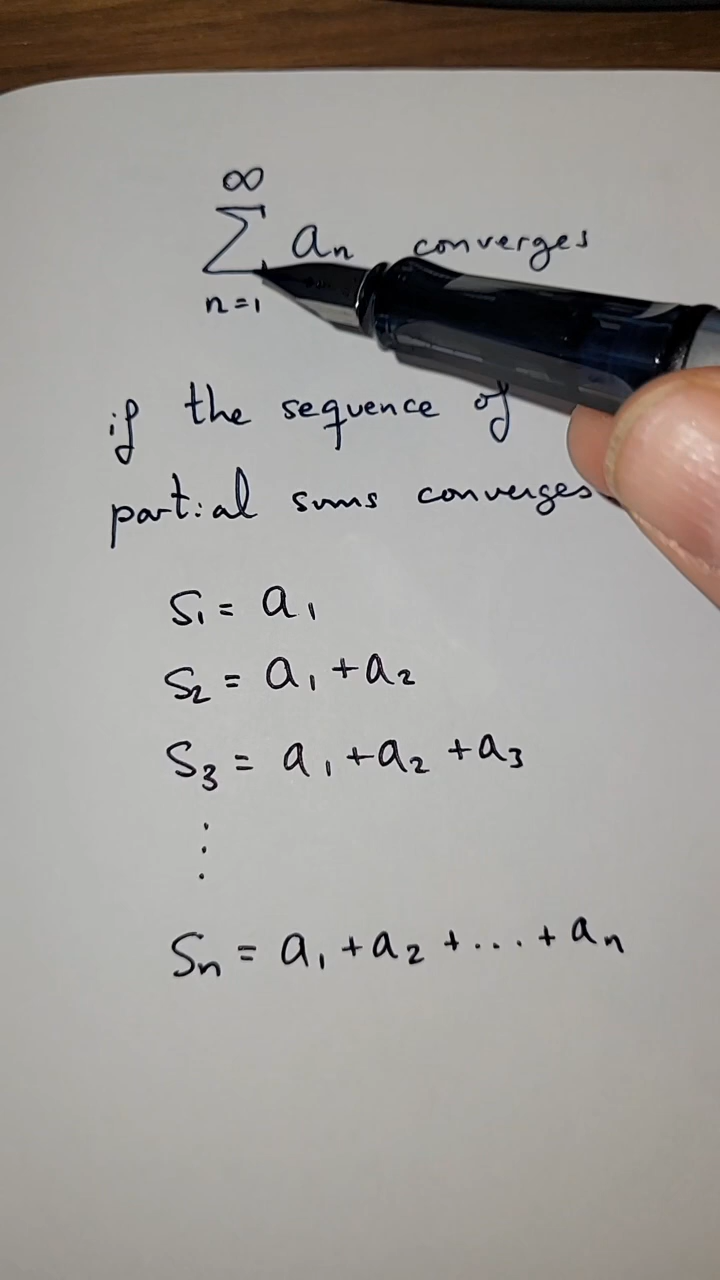 ∞
∑ aₙ converges
n=1
if the sequence of
partial sums converges
S₁ = a₁
S₂ = a₁ + a₂
S₃ = a₁ + a₂ + a₃
⋮
Sₙ = a₁ + a₂ + ... + aₙ